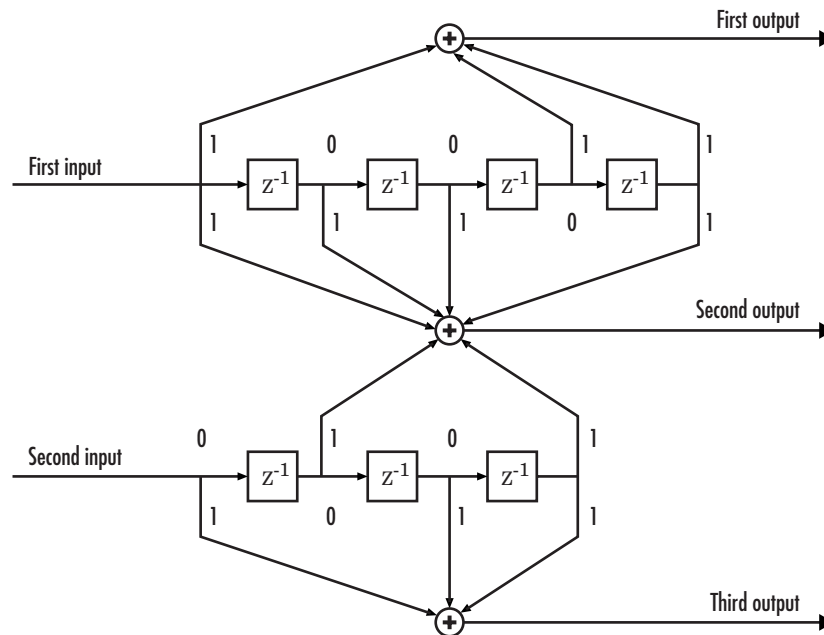 First output
+
1 0 0 1 1
First input
z-1 z-1 z-1 z-1
1 1 1 0 1
Second output
+
0 1 0 1
Second input
z-1 z-1 z-1
1 0 1 1
Third output
+